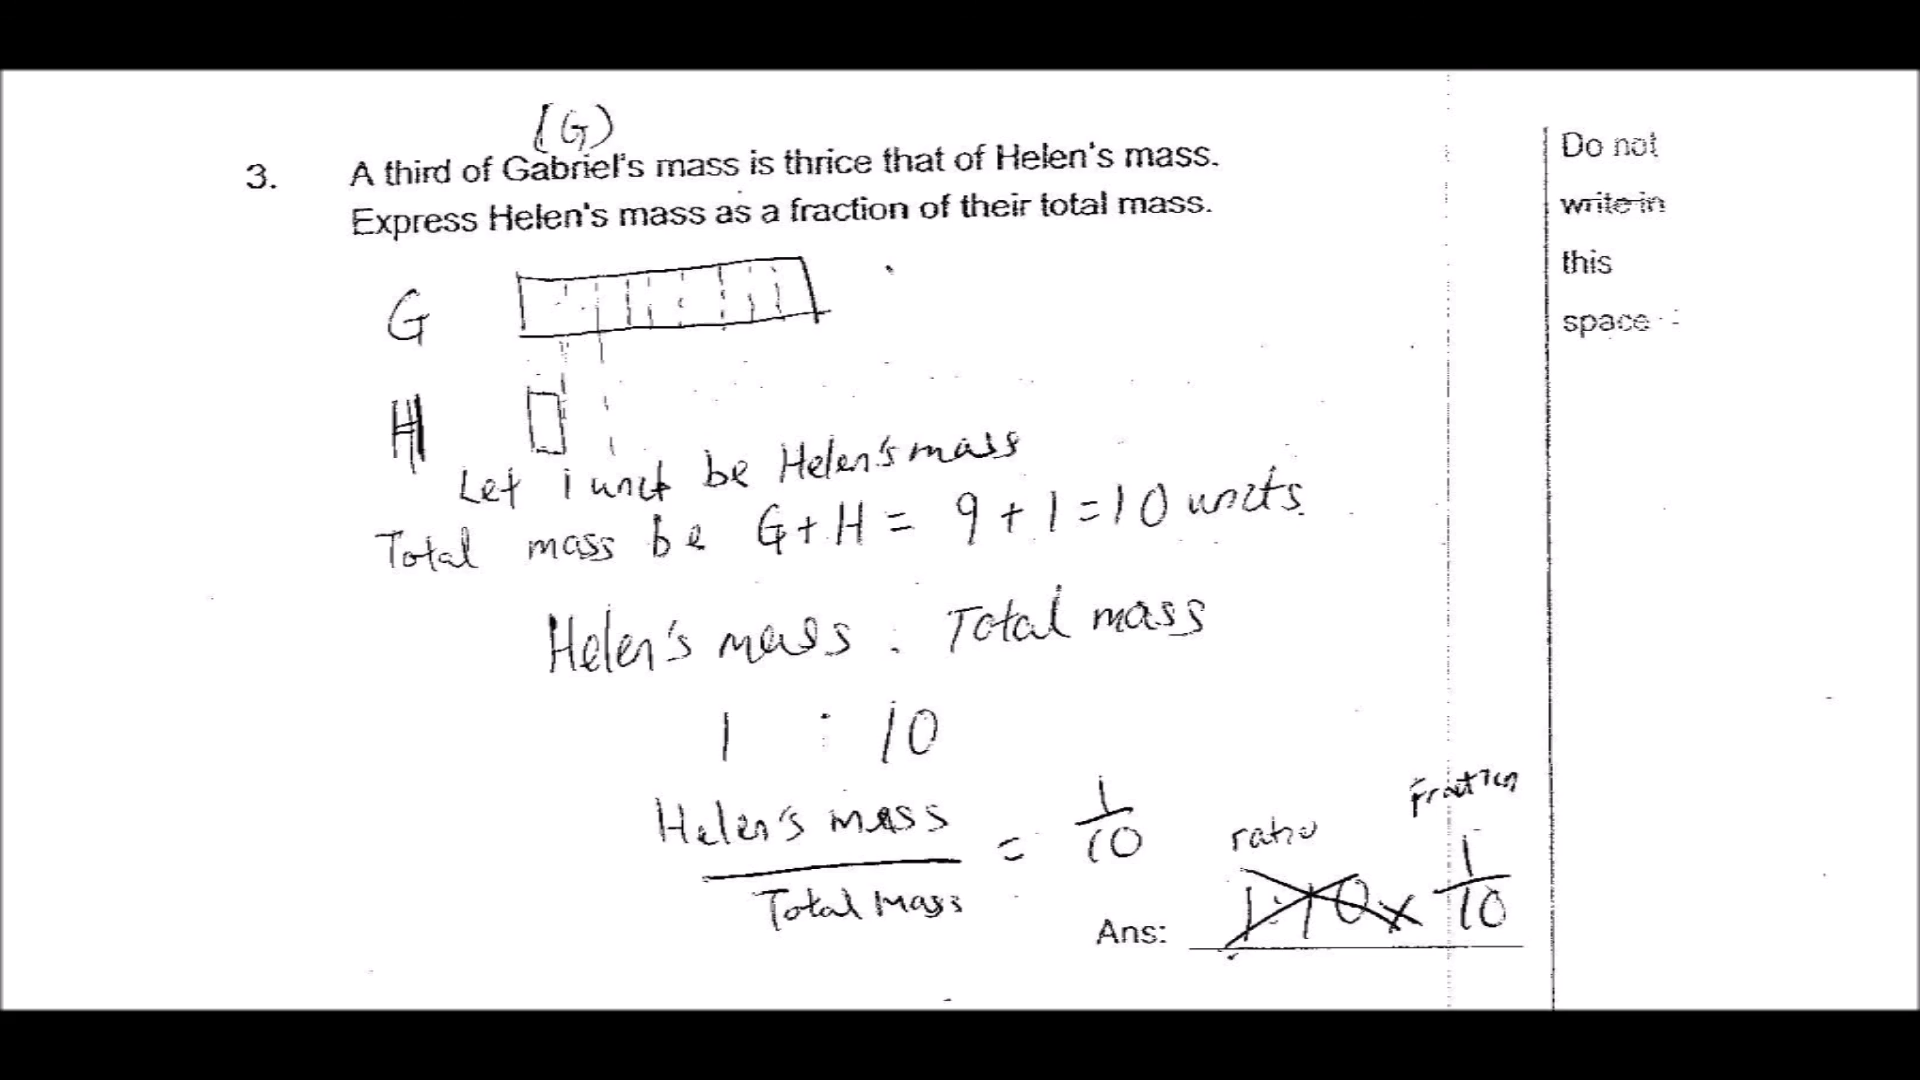 (G)
3. A third of Gabriel's mass is thrice that of Helen's mass.
Express Helen's mass as a fraction of their total mass.
Do not
write in
this
space
G
H
Let 1 unit be Helen's mass
Total mass be G + H = 9 + 1 = 10 units.
Helen's mass : Total mass
1 : 10
Helen's mass
Total Mass
= 1/10
ratio
Fraction
Ans: 1:10 x 1/10